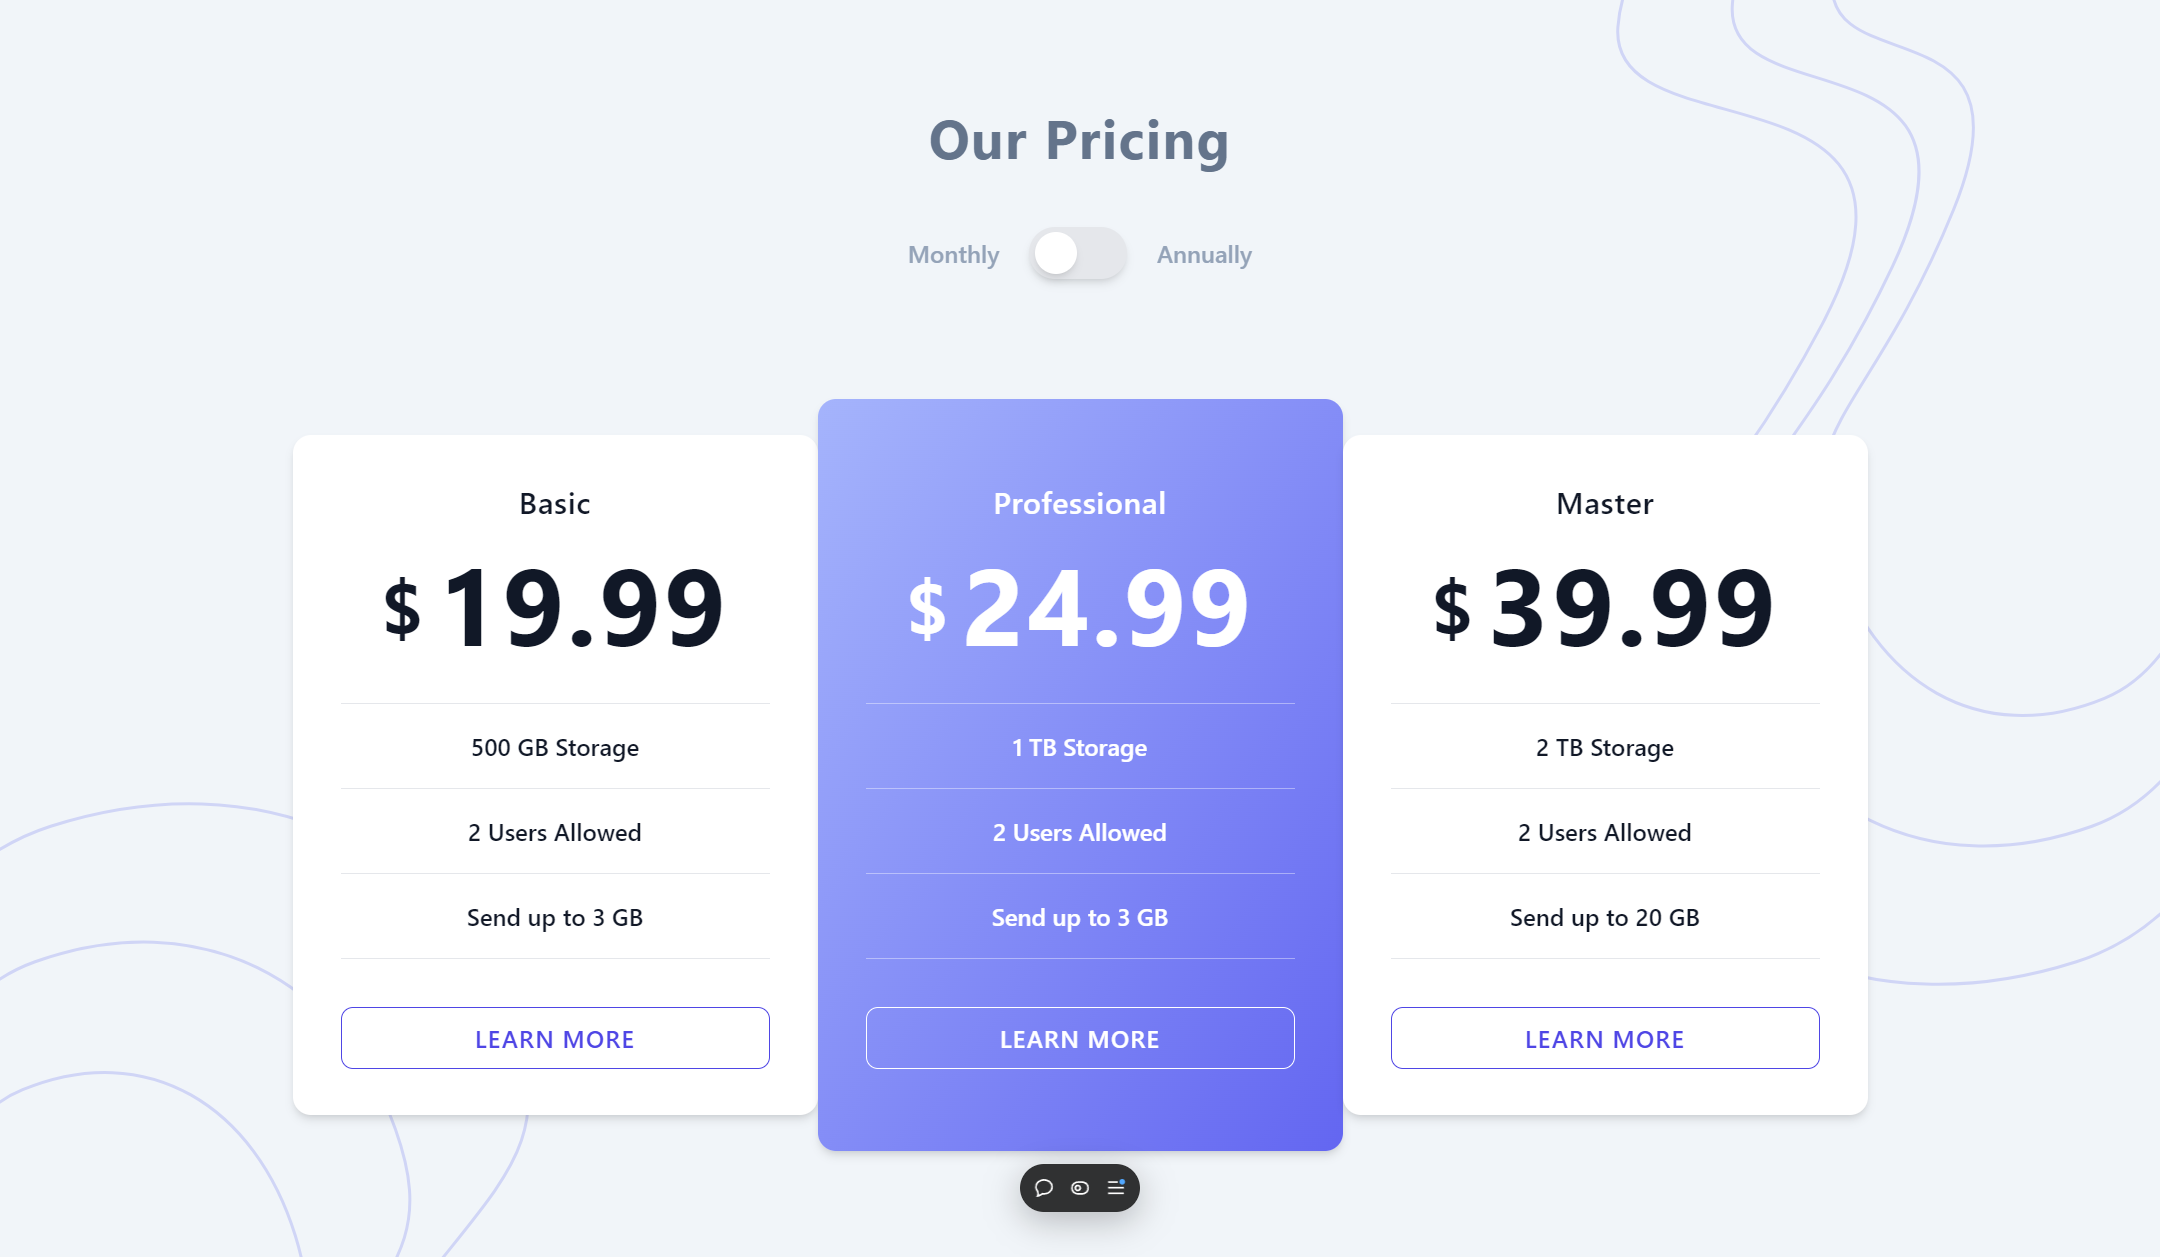 Our Pricing
Monthly
Annually
Basic
$ 19.99
500 GB Storage
2 Users Allowed
Send up to 3 GB
LEARN MORE
Professional
$ 24.99
1 TB Storage
2 Users Allowed
Send up to 3 GB
LEARN MORE
Master
$ 39.99
2 TB Storage
2 Users Allowed
Send up to 20 GB
LEARN MORE